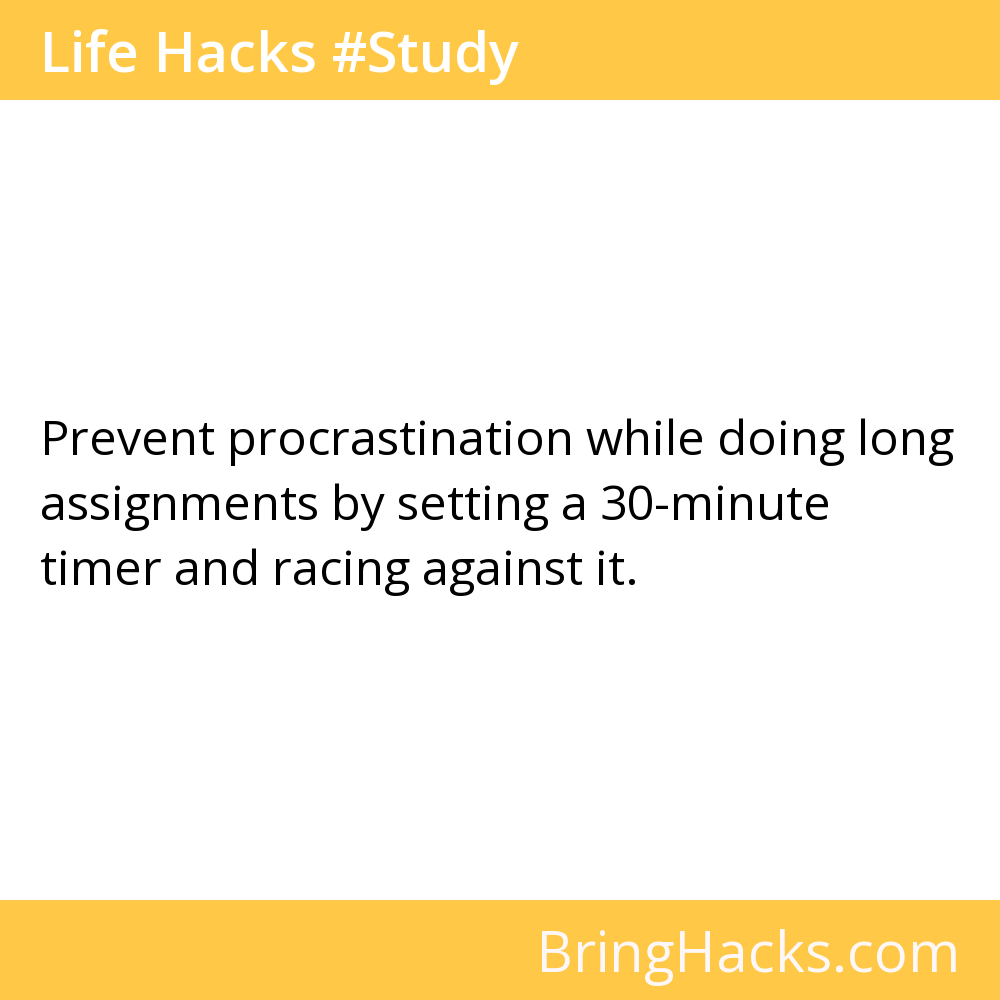 Life Hacks #Study
Prevent procrastination while doing long
assignments by setting a 30-minute
timer and racing against it.
BringHacks.com